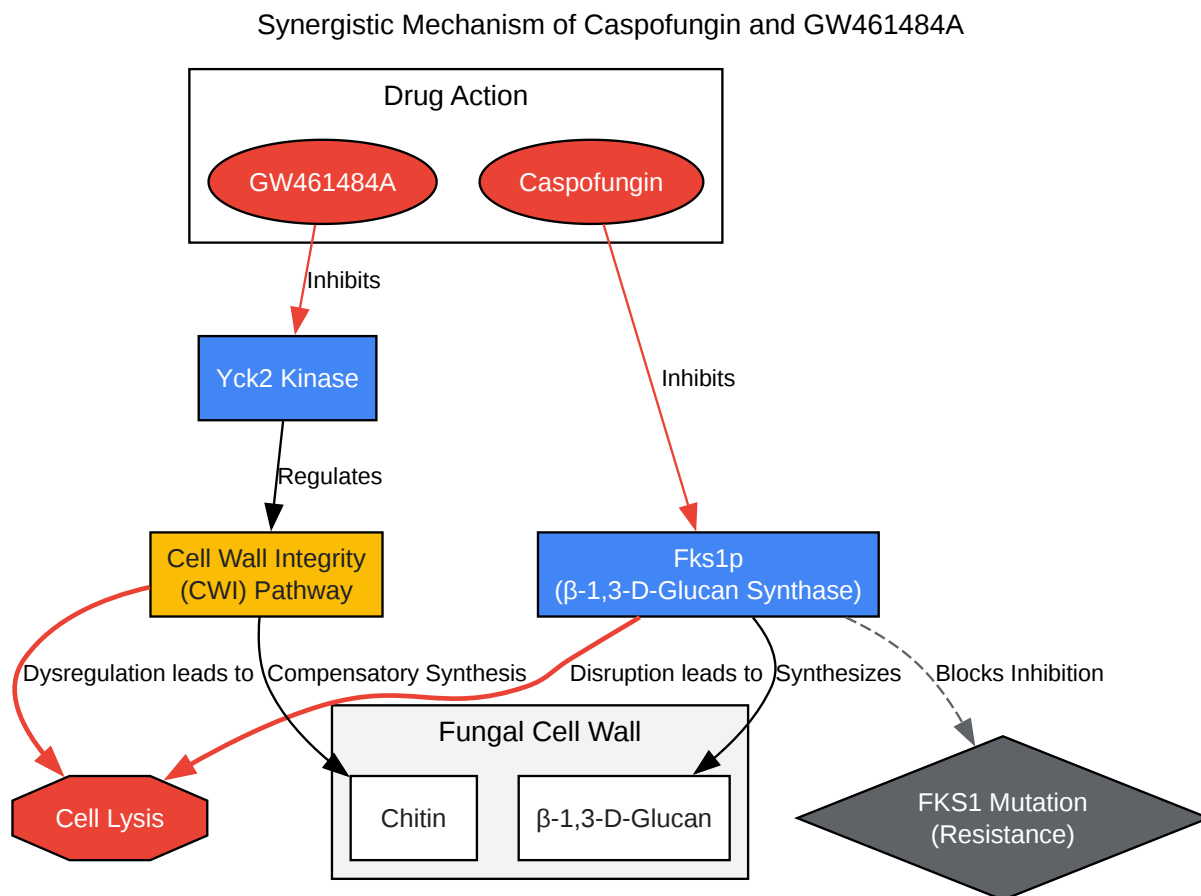 Synergistic Mechanism of Caspofungin and GW461484A
Drug Action
GW461484A
Caspofungin
Inhibits
Yck2 Kinase
Inhibits
Regulates
Cell Wall Integrity
(CWI) Pathway
Fks1p
(β-1,3-D-Glucan Synthase)
Dysregulation leads to
Compensatory Synthesis
Disruption leads to
Synthesizes
Blocks Inhibition
Fungal Cell Wall
Cell Lysis
Chitin
β-1,3-D-Glucan
FKS1 Mutation
(Resistance)